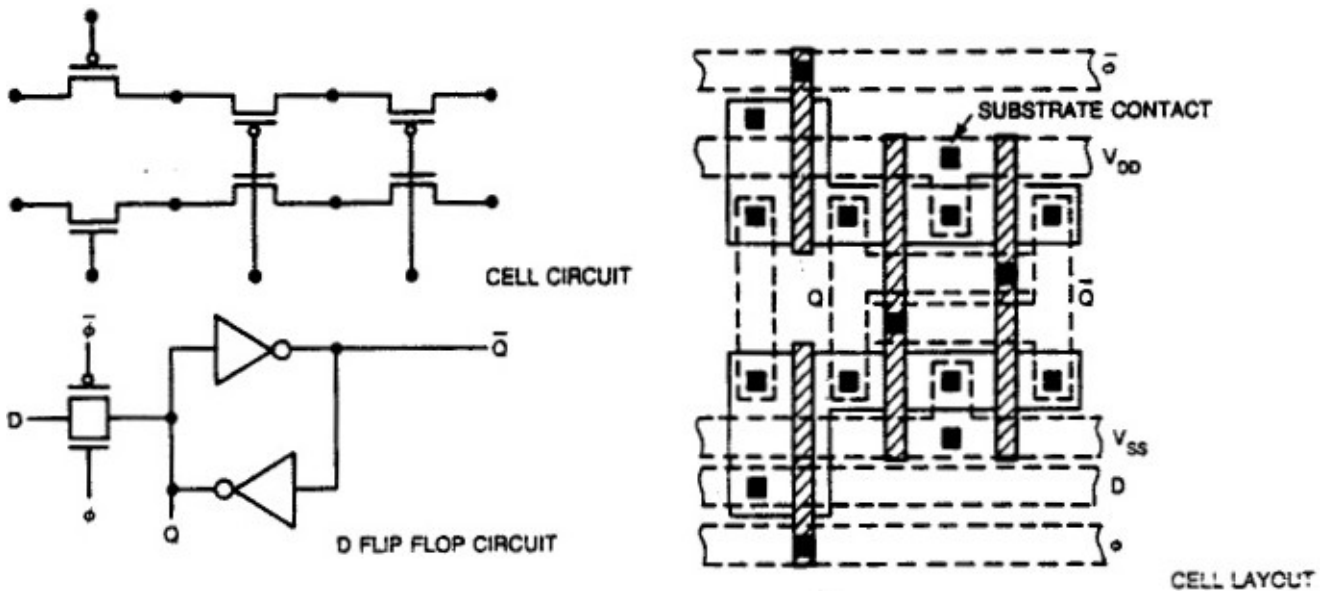 CELL CIRCUIT
φ̅
D
Q̅
φ
Q
D FLIP FLOP CIRCUIT
φ̅
SUBSTRATE CONTACT
V_DD
Q
Q̅
V_SS
D
φ
CELL LAYOUT